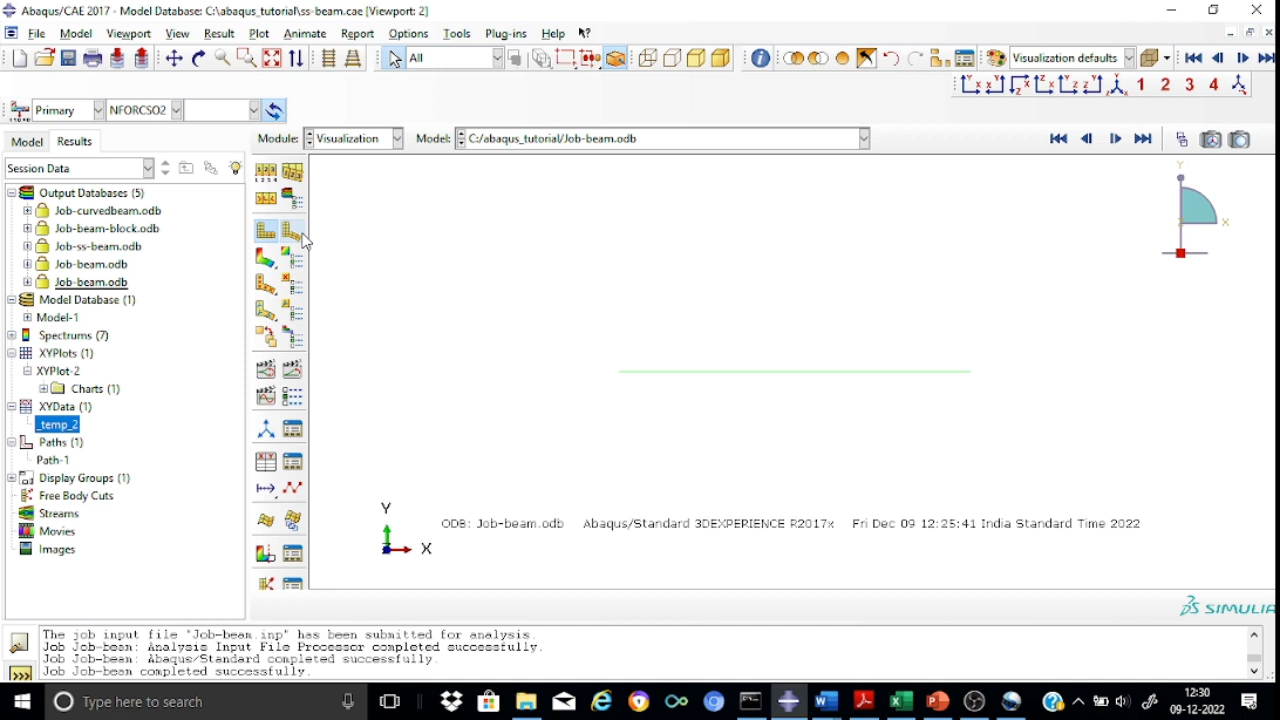 Abaqus/CAE 2017 - Model Database: C:\abaqus_tutorial\ss-beam.cae [Viewport: 2]
File Model Viewport View Result Plot Animate Report Options Tools Plug-ins Help
All Visualization defaults
1 2 3 4
Primary NFORCSO2
Model Results
Module: Visualization Model: C:/abaqus_tutorial/Job-beam.odb
Session Data
Output Databases (5)
Job-curvedbeam.odb
Job-beam-block.odb
Job-ss-beam.odb
Job-beam.odb
Job-beam.odb
Model Database (1)
Model-1
Spectrums (7)
XYPlots (1)
XYPlot-2
Charts (1)
XYData (1)
_temp_2
Paths (1)
Path-1
Display Groups (1)
Free Body Cuts
Streams
Movies
Images
Y
X
Y
X
ODB: Job-beam.odb Abaqus/Standard 3DEXPERIENCE R2017x Fri Dec 09 12:25:41 India Standard Time 2022
SIMULIA
The job input file "Job-beam.inp" has been submitted for analysis.
Job Job-beam: Analysis Input File Processor completed successfully.
Job Job-beam: Abaqus/Standard completed successfully.
Job Job-beam completed successfully.
>>>
Type here to search
12:30
09-12-2022